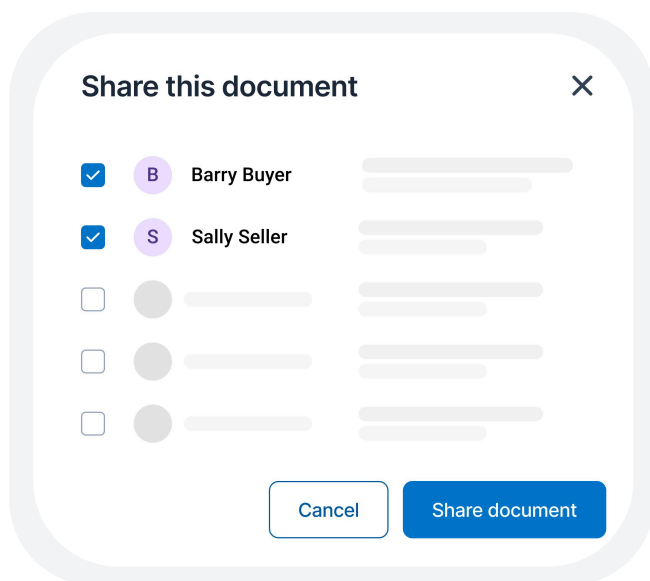 Share this document
B Barry Buyer
S Sally Seller
Cancel Share document